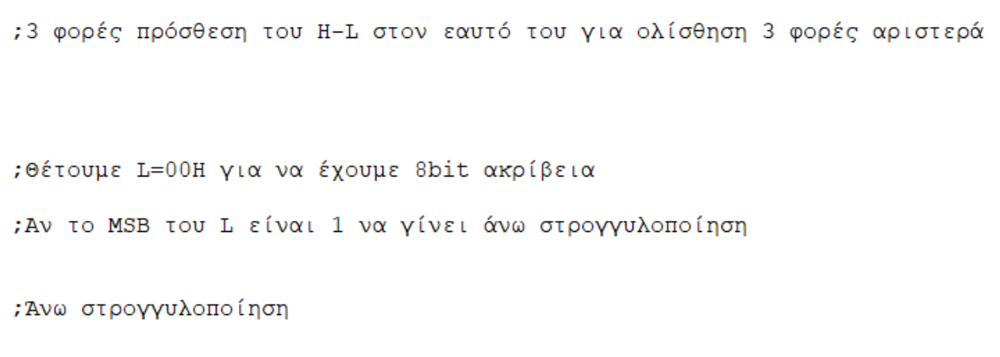 ;3 φορές πρόσθεση του H-L στον εαυτό του για ολίσθηση 3 φορές αριστερά
;Θέτουμε L=00H για να έχουμε 8bit ακρίβεια
;Αν το MSB του L είναι 1 να γίνει άνω στρογγυλοποίηση
;Άνω στρογγυλοποίηση